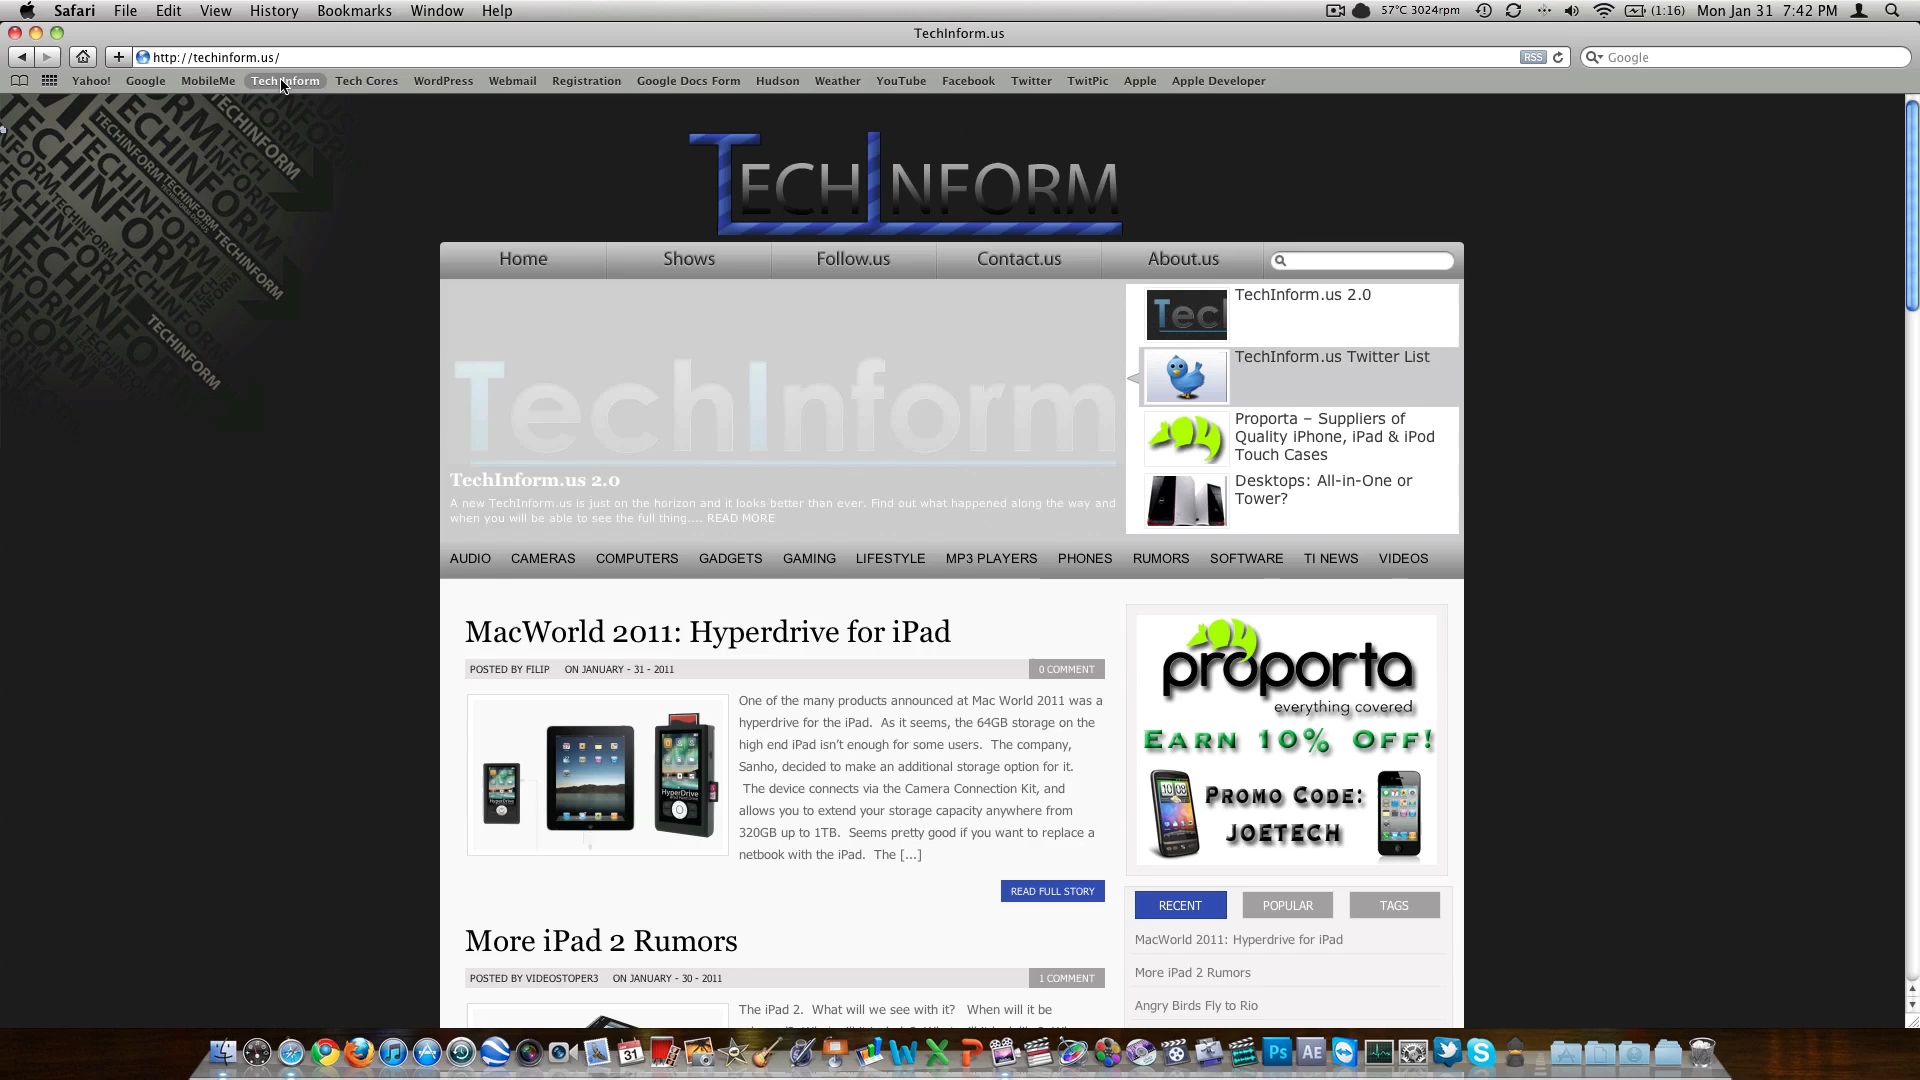 Safari File Edit View History Bookmarks Window Help 57°C 3024rpm (1:16) Mon Jan 31 7:42 PM
TechInform.us
http://techinform.us/ RSS Google
Yahoo! Google MobileMe TechInform Tech Cores WordPress Webmail Registration Google Docs Form Hudson Weather YouTube Facebook Twitter TwitPic Apple Apple Developer
TECHINFORM
TECHINFORM
TECHINFORM
TECHINFORM
TECHINFORM
Home Shows Follow.us Contact.us About.us
TechInform
TechInform.us 2.0
A new TechInform.us is just on the horizon and it looks better than ever. Find out what happened along the way and
when you will be able to see the full thing.... READ MORE
Tecl
TechInform.us 2.0
TechInform.us Twitter List
Proporta – Suppliers of
Quality iPhone, iPad & iPod
Touch Cases
Desktops: All-in-One or
Tower?
AUDIO CAMERAS COMPUTERS GADGETS GAMING LIFESTYLE MP3 PLAYERS PHONES RUMORS SOFTWARE TI NEWS VIDEOS
MacWorld 2011: Hyperdrive for iPad
POSTED BY FILIP ON JANUARY - 31 - 2011 0 COMMENT
One of the many products announced at Mac World 2011 was a
hyperdrive for the iPad. As it seems, the 64GB storage on the
high end iPad isn't enough for some users. The company,
Sanho, decided to make an additional storage option for it.
The device connects via the Camera Connection Kit, and
allows you to extend your storage capacity anywhere from
320GB up to 1TB. Seems pretty good if you want to replace a
netbook with the iPad. The [...]
HyperDrive
READ FULL STORY
More iPad 2 Rumors
POSTED BY VIDEOSTOPER3 ON JANUARY - 30 - 2011 1 COMMENT
The iPad 2. What will we see with it? When will it be
proporta
everything covered
EARN 10% OFF!
PROMO CODE:
JOETECH
RECENT POPULAR TAGS
MacWorld 2011: Hyperdrive for iPad
More iPad 2 Rumors
Angry Birds Fly to Rio
31
Ps AE